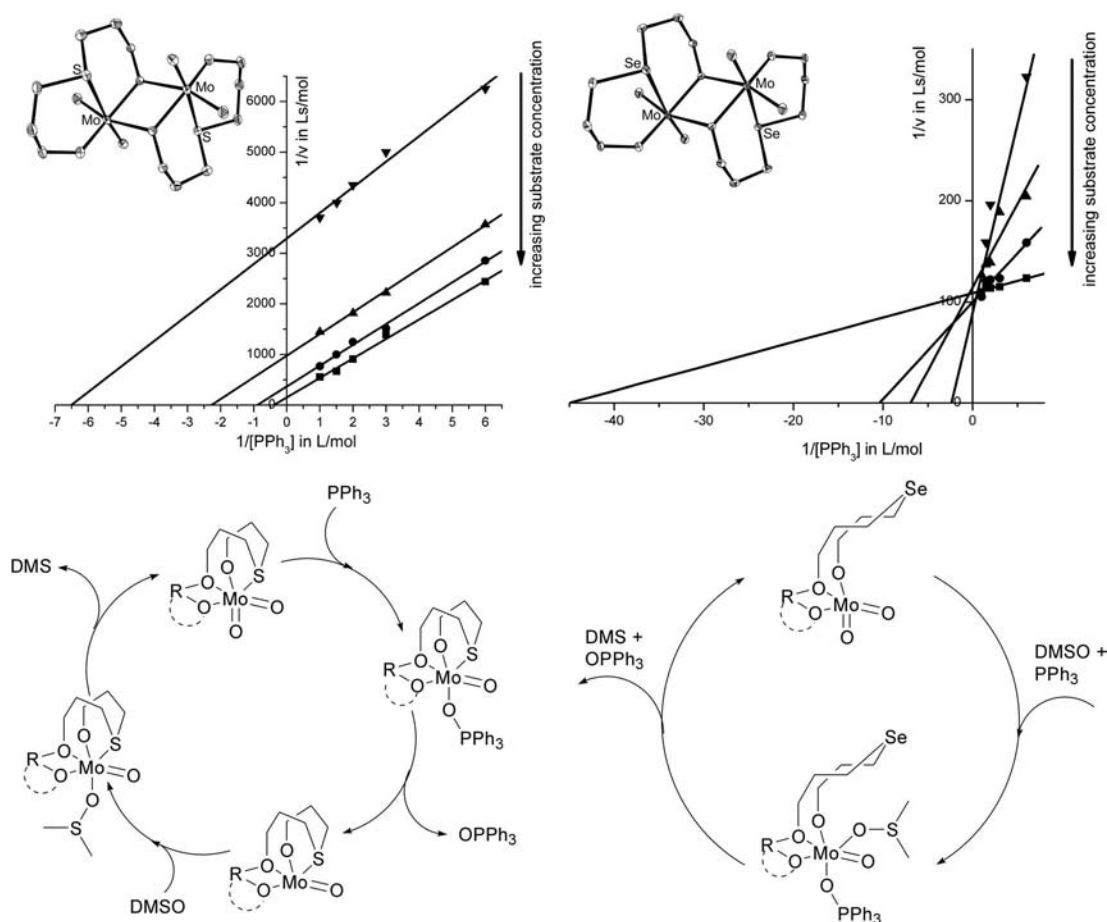 S
Mo
Mo
S
1/v in Ls/mol
6000
5000
4000
3000
2000
1000
0
-7 -6 -5 -4 -3 -2 -1 0 1 2 3 4 5 6
1/[PPh3] in L/mol
increasing substrate concentration
Se
Mo
Mo
Se
1/v in Ls/mol
300
200
100
0
-40 -30 -20 -10 0
1/[PPh3] in L/mol
increasing substrate concentration
PPh3
DMS
O
S
R O
O Mo O
O
O
S
R O
O Mo O
O
PPh3
OPPh3
O
S
R O
O Mo O
DMSO
O
S
R O
O Mo O
O
S
Se
O
R O
O Mo O
O
DMS +
OPPh3
DMSO +
PPh3
Se
O
R O O S
O Mo O
O
PPh3